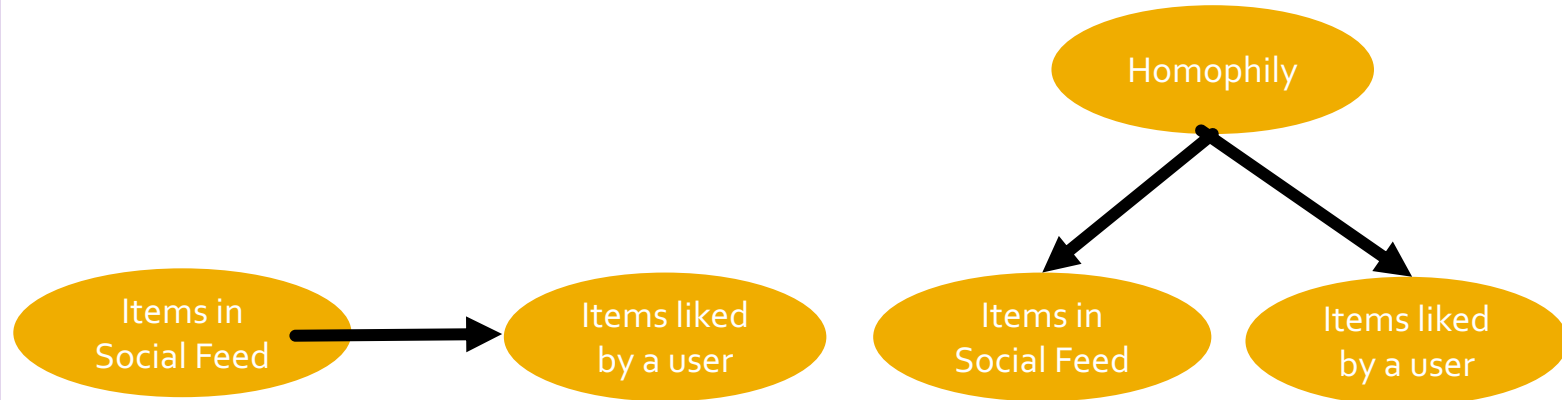 Homophily
Items in
Social Feed
Items liked
by a user
Items in
Social Feed
Items liked
by a user